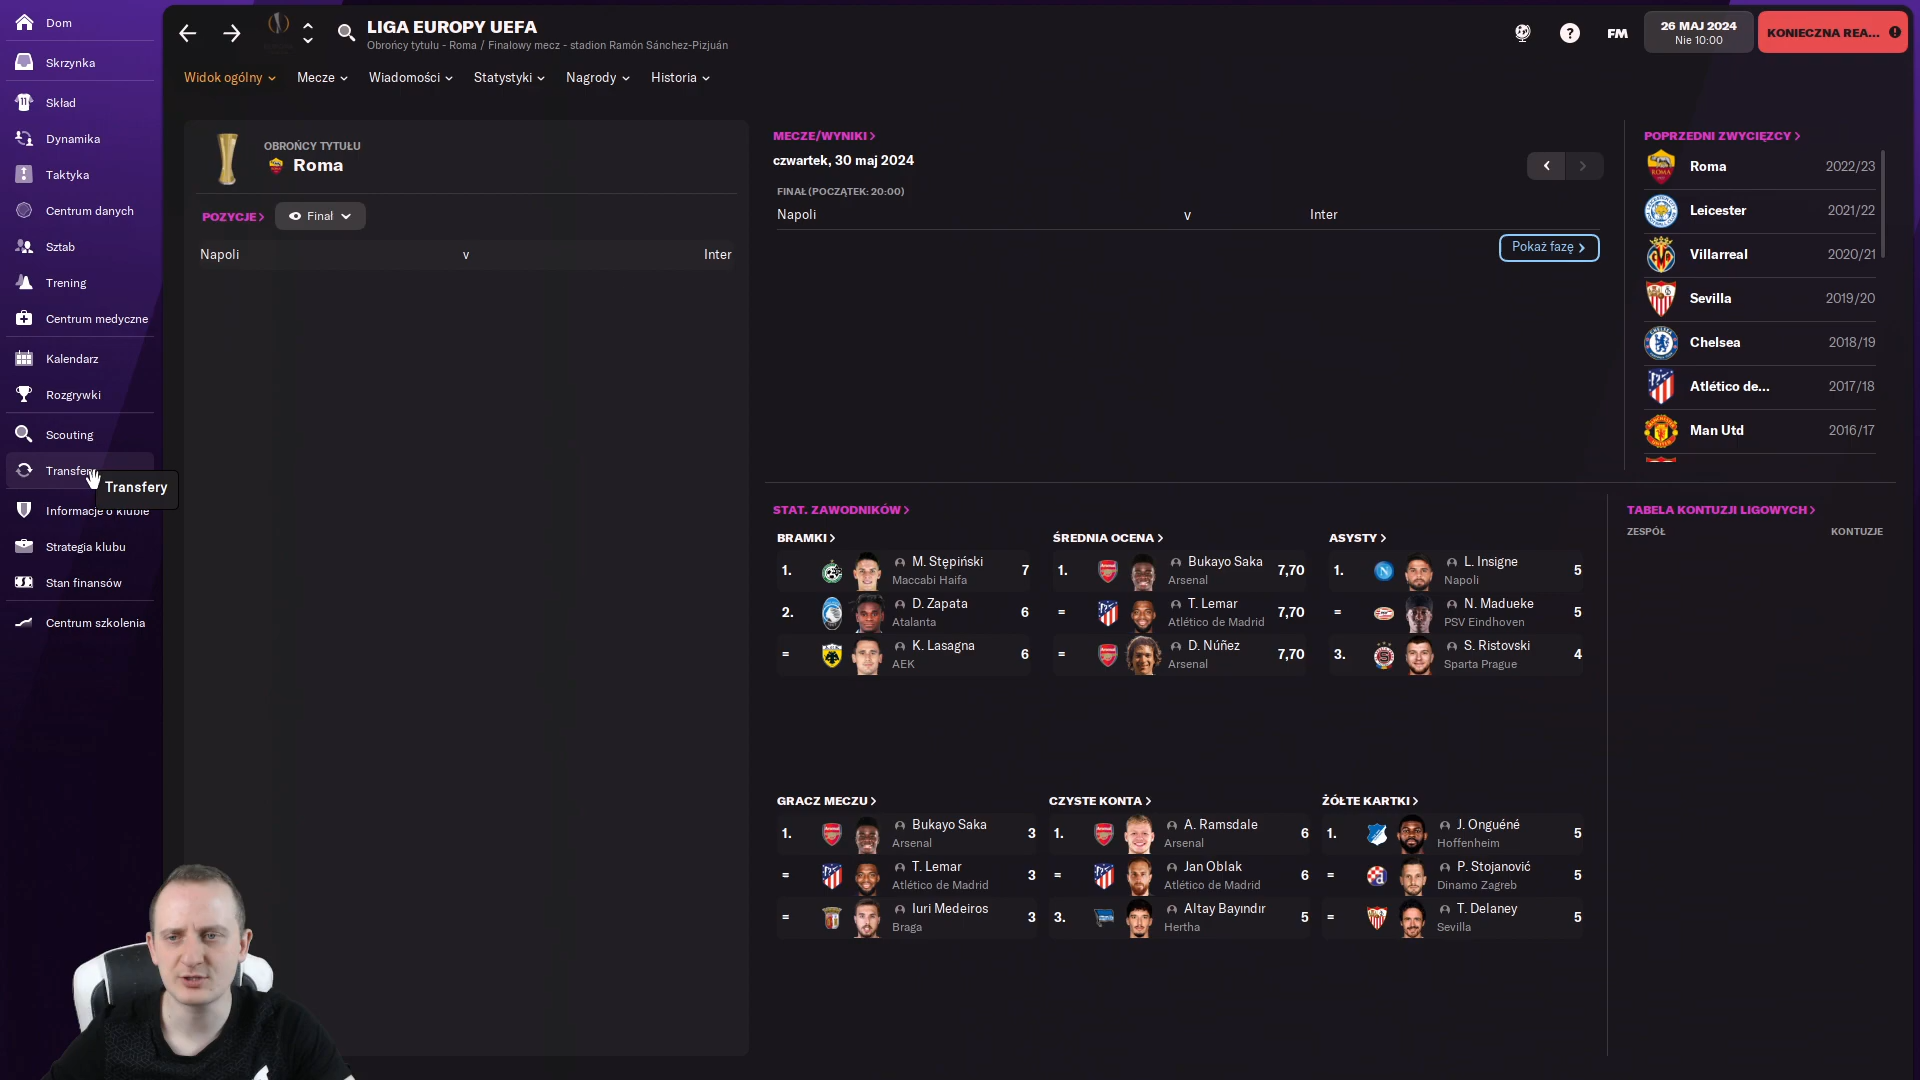 Dom
Skrzynka
Skład
Dynamika
Taktyka
Centrum danych
Sztab
Trening
Centrum medyczne
Kalendarz
Rozgrywki
Scouting
Transfery
Transfery
Informacje o klubie
Strategia klubu
Stan finansów
Centrum szkolenia
LIGA EUROPY UEFA
Obrońcy tytułu - Roma / Finałowy mecz - stadion Ramón Sánchez-Pizjuán
FM
26 MAJ 2024
Nie 10:00
KONIECZNA REA...
Widok ogólny
Mecze
Wiadomości
Statystyki
Nagrody
Historia
OBROŃCY TYTUŁU
Roma
POZYCJE
Finał
Napoli v Inter
MECZE/WYNIKI
czwartek, 30 maj 2024
FINAŁ (POCZĄTEK: 20:00)
Napoli v Inter
Pokaż fazę
POPRZEDNI ZWYCIĘZCY
Roma 2022/23
Leicester 2021/22
Villarreal 2020/21
Sevilla 2019/20
Chelsea 2018/19
Atlético de... 2017/18
Man Utd 2016/17
STAT. ZAWODNIKÓW
BRAMKI
1. M. Stępiński 7
Maccabi Haifa
2. D. Zapata 6
Atalanta
= K. Lasagna 6
AEK
ŚREDNIA OCENA
1. Bukayo Saka 7,70
Arsenal
= T. Lemar 7,70
Atlético de Madrid
= D. Núñez 7,70
Arsenal
ASYSTY
1. L. Insigne 5
Napoli
= N. Madueke 5
PSV Eindhoven
3. S. Ristovski 4
Sparta Prague
TABELA KONTUZJI LIGOWYCH
ZESPÓŁ KONTUZJE
GRACZ MECZU
1. Bukayo Saka 3
Arsenal
= T. Lemar 3
Atlético de Madrid
= Iuri Medeiros 3
Braga
CZYSTE KONTA
1. A. Ramsdale 6
Arsenal
= Jan Oblak 6
Atlético de Madrid
3. Altay Bayındır 5
Hertha
ŻÓŁTE KARTKI
1. J. Onguéné 5
Hoffenheim
= P. Stojanović 5
Dinamo Zagreb
= T. Delaney 5
Sevilla